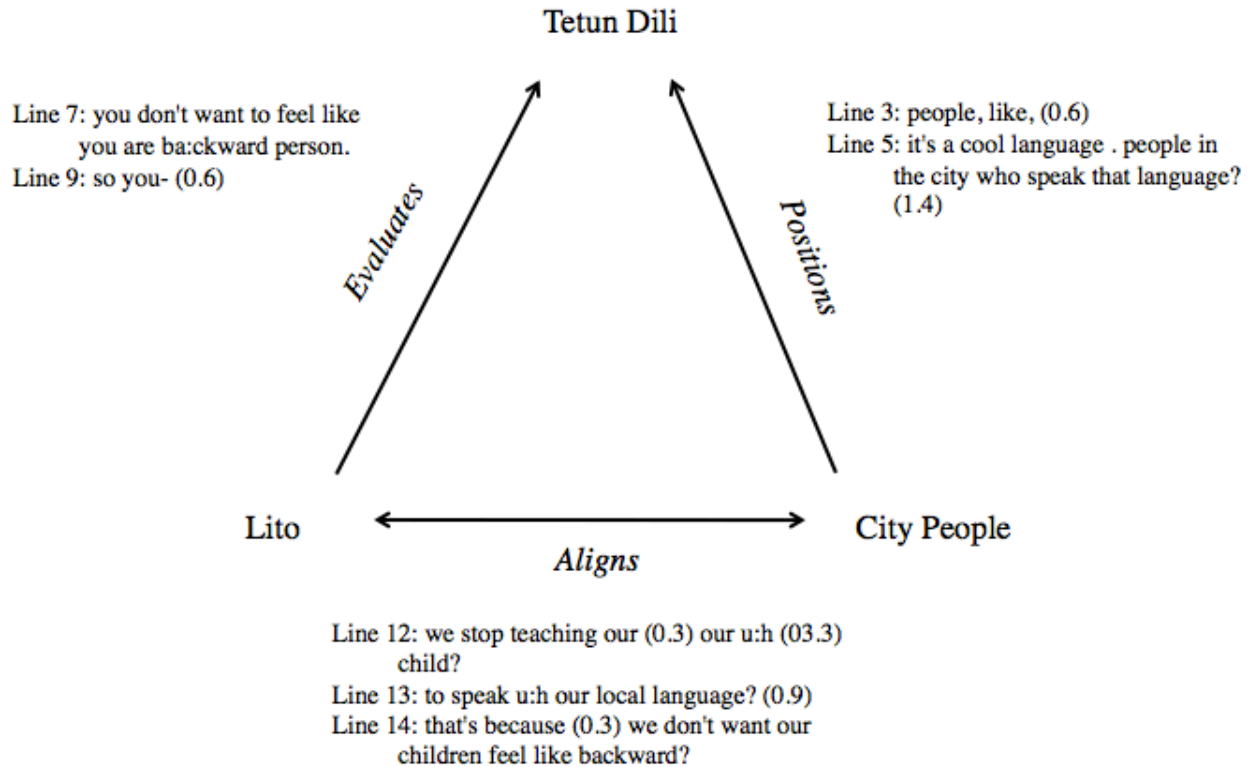 Tetun Dili
Line 7: you don't want to feel like
you are ba:ckward person.
Line 9: so you- (0.6)
Line 3: people, like, (0.6)
Line 5: it's a cool language . people in
the city who speak that language?
(1.4)
Evaluates
Positions
Lito
City People
Aligns
Line 12: we stop teaching our (0.3) our u:h (03.3)
child?
Line 13: to speak u:h our local language? (0.9)
Line 14: that's because (0.3) we don't want our
children feel like backward?